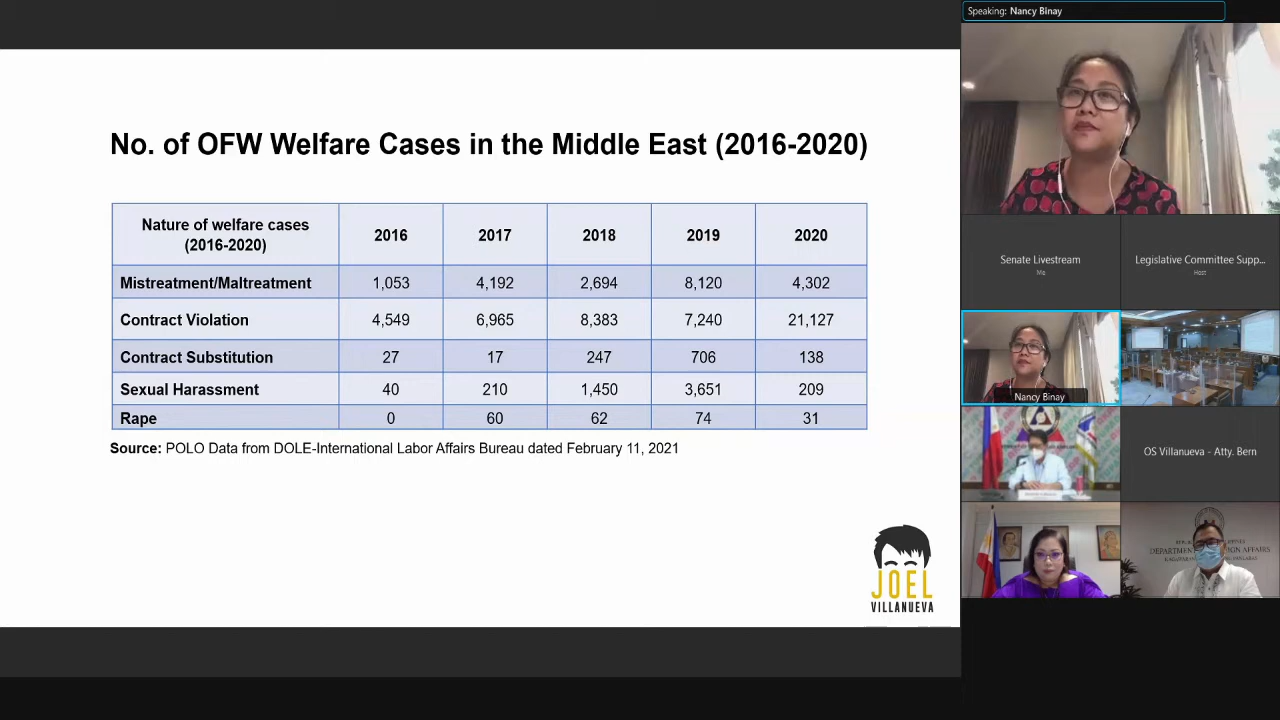 Speaking: Nancy Binay
No. of OFW Welfare Cases in the Middle East (2016-2020)
Nature of welfare cases
(2016-2020)
2016
2017
2018
2019
2020
Mistreatment/Maltreatment
1,053
4,192
2,694
8,120
4,302
Contract Violation
4,549
6,965
8,383
7,240
21,127
Contract Substitution
27
17
247
706
138
Sexual Harassment
40
210
1,450
3,651
209
Rape
0
60
62
74
31
Source: POLO Data from DOLE-International Labor Affairs Bureau dated February 11, 2021
JOEL
VILLANUEVA
Senate Livestream
Me
Legislative Committee Supp...
Host
Nancy Binay
OS Villanueva - Atty. Bern